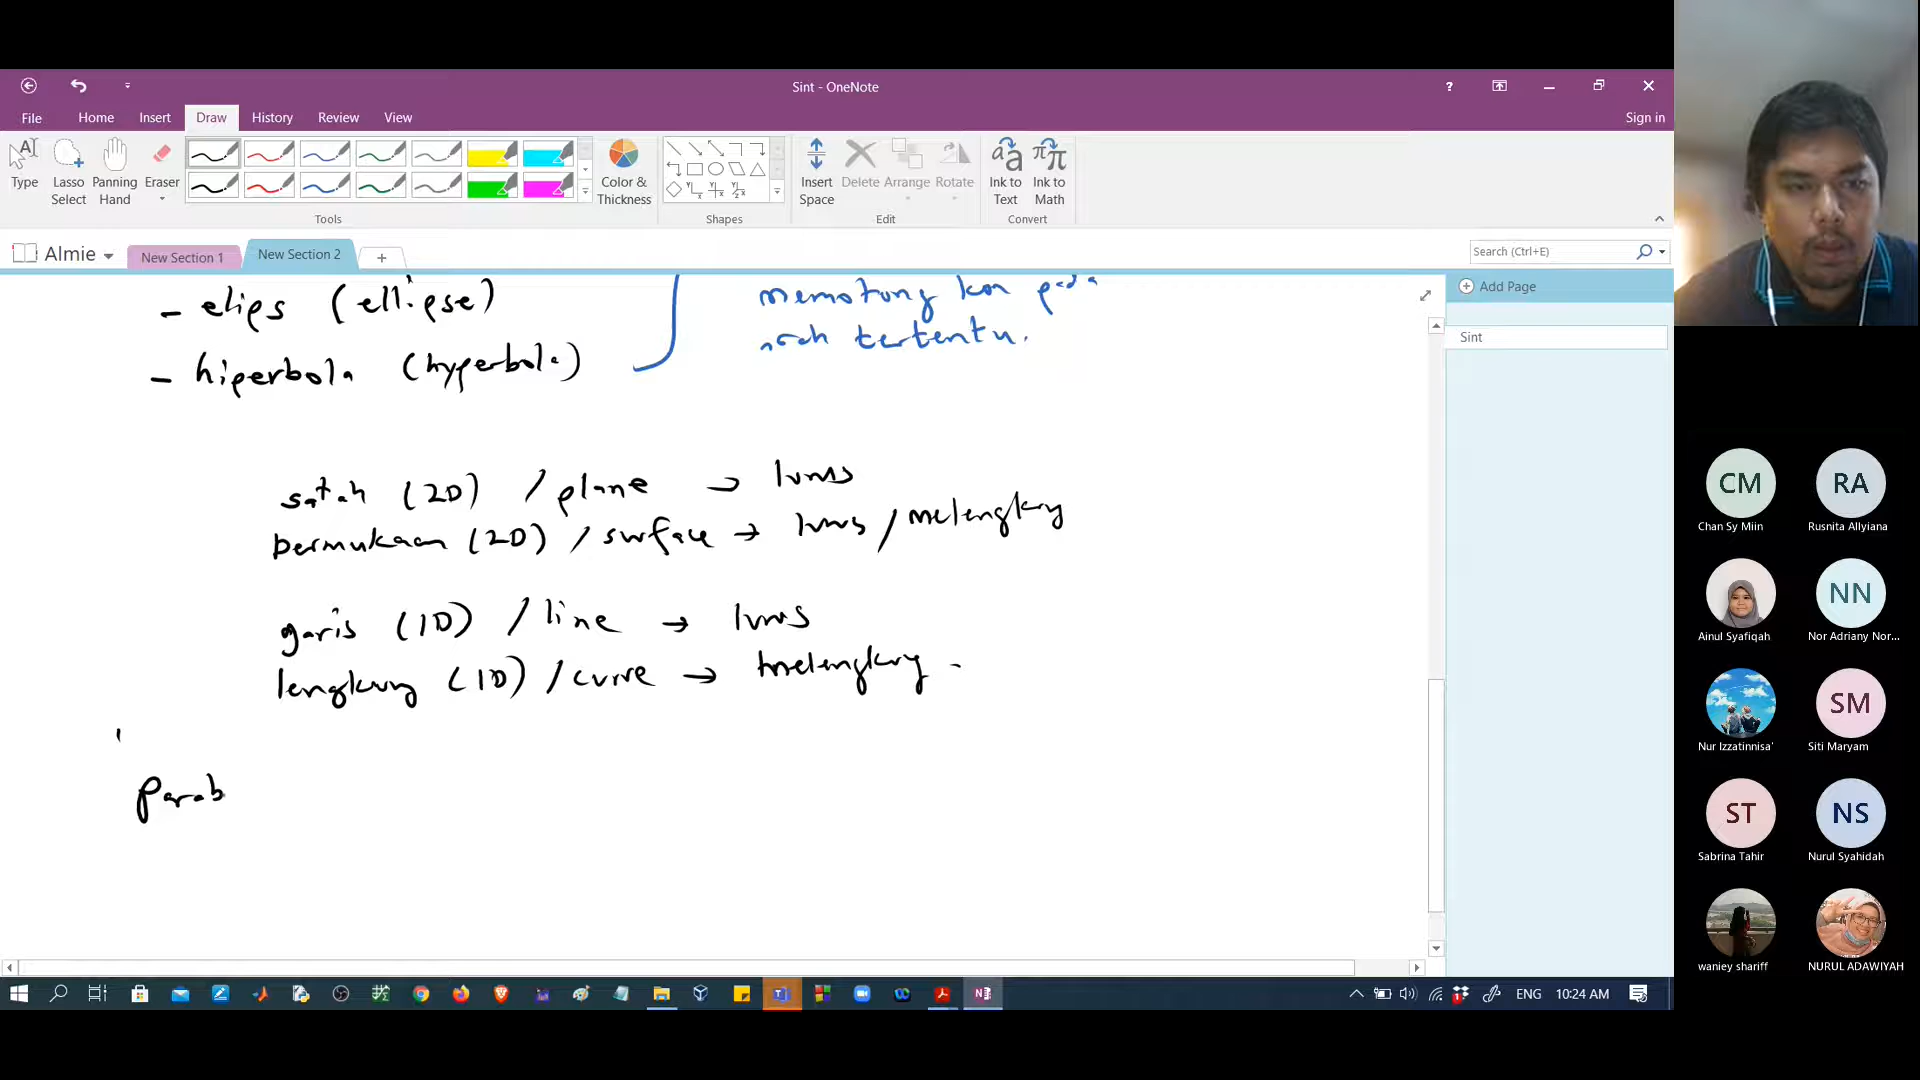 Sint - OneNote
?
File Home Insert Draw History Review View
Sign in
Type
Lasso Select
Panning Hand
Eraser
Color & Thickness
Insert Space
Delete
Arrange
Rotate
Ink to Text
Ink to Math
Tools
Shapes
Edit
Convert
Almie
New Section 1
New Section 2
+
Search (Ctrl+E)
Add Page
Sint
- elips (ellipse)
- hiperbola (hyperbola)
memotong kon pada
arah tertentu.
satah (2D) / plane → lurus
permukaan (2D) / surface → lurus / melengkung
garis (1D) / line → lurus
lengkung (1D) / curve → melengkung.
Parab
CM
Chan Sy Miin
RA
Rusnita Allyiana
Ainul Syafiqah
NN
Nor Adriany Nor...
Nur Izzatinnisa'
SM
Siti Maryam
ST
Sabrina Tahir
NS
Nurul Syahidah
waniey shariff
NURUL ADAWIYAH
ENG
10:24 AM